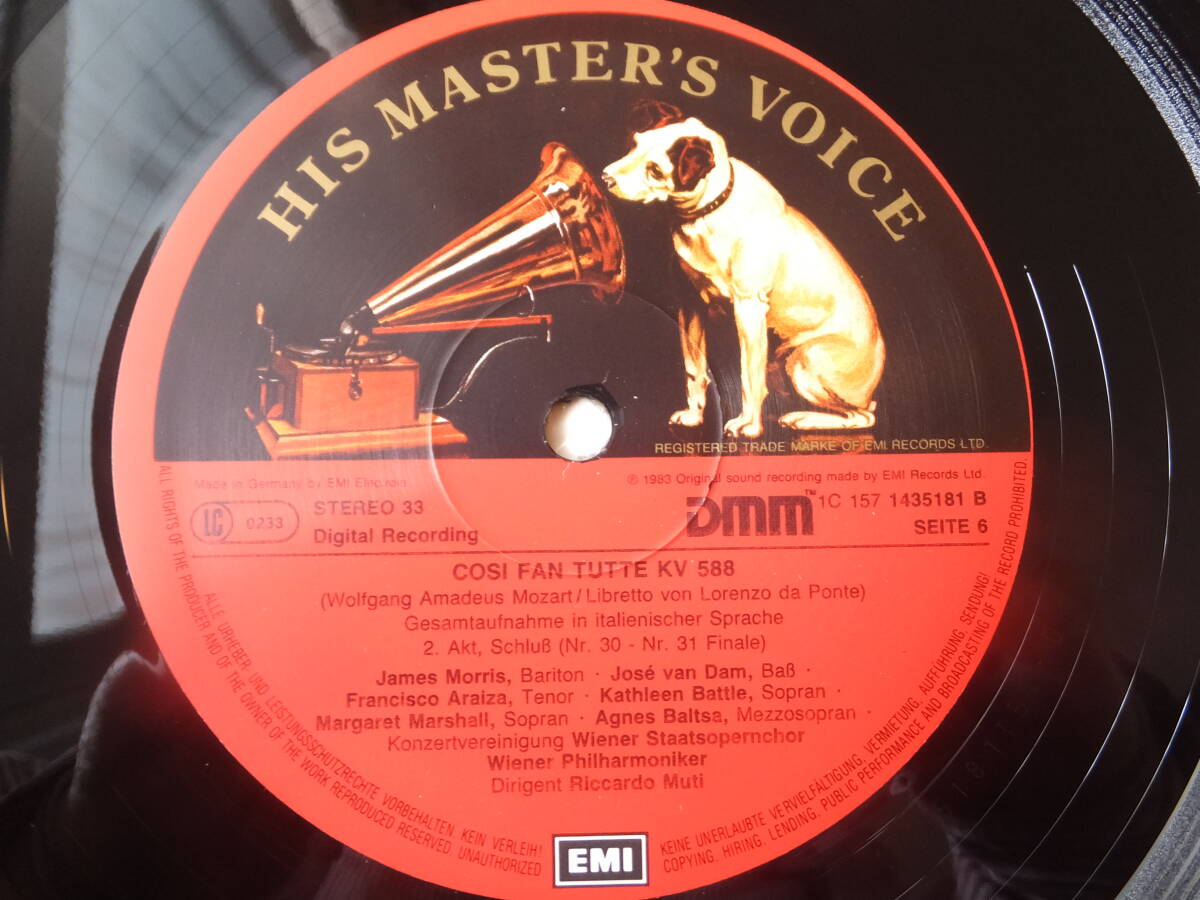 HIS MASTER'S VOICE
REGISTERED TRADE MARKE OF EMI RECORDS LTD.
Made in Germany by EMI Electrola
℗ 1983 Original sound recording made by EMI Records Ltd.
LC 0233
STEREO 33
Digital Recording
DMM™
1C 157 1435181 B
SEITE 6
COSI FAN TUTTE KV 588
(Wolfgang Amadeus Mozart/Libretto von Lorenzo da Ponte)
Gesamtaufnahme in italienischer Sprache
2. Akt, Schluß (Nr. 30 - Nr. 31 Finale)
James Morris, Bariton · José van Dam, Baß ·
Francisco Araiza, Tenor · Kathleen Battle, Sopran ·
Margaret Marshall, Sopran · Agnes Baltsa, Mezzosopran ·
Konzertvereinigung Wiener Staatsopernchor
Wiener Philharmoniker
Dirigent Riccardo Muti
ALLE URHEBER- UND LEISTUNGSSCHUTZRECHTE VORBEHALTEN KEIN VERLEIH! KEINE UNERLAUBTE VERVIELFÄLTIGUNG, VERMIETUNG, AUFFÜHRUNG, SENDUNG!
ALL RIGHTS OF THE PRODUCER AND OF THE OWNER OF THE WORK REPRODUCED RESERVED UNAUTHORIZED COPYING, HIRING, LENDING, PUBLIC PERFORMANCE AND BROADCASTING OF THE RECORD PROHIBITED.
EMI